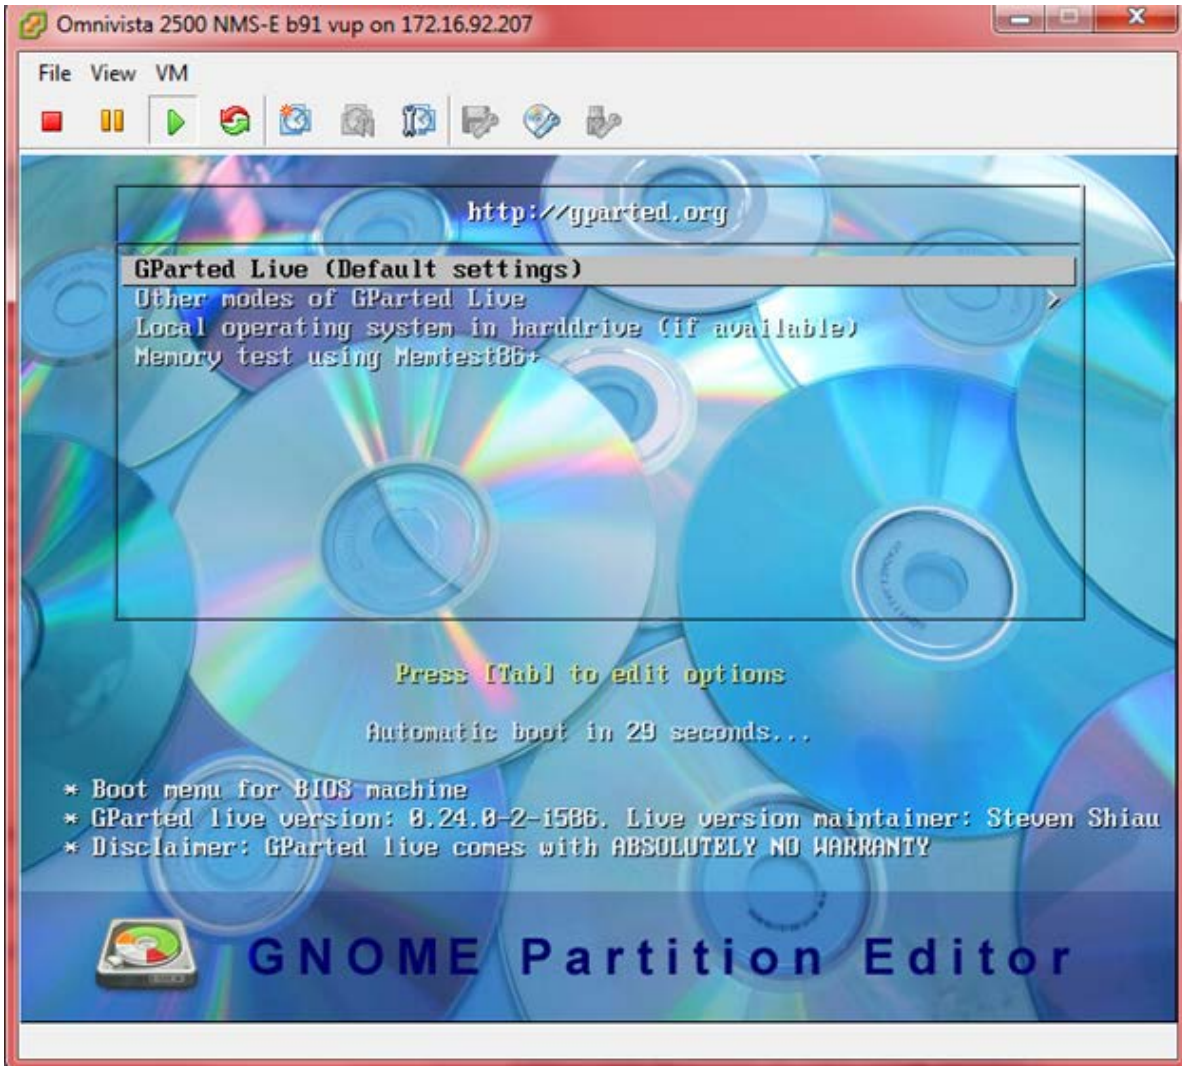 Omnivista 2500 NMS-E b91 vup on 172.16.92.207
File View VM
http://gparted.org
GParted Live (Default settings)
Other modes of GParted Live >
Local operating system in harddrive (if available)
Memory test using Memtest86+
Press [Tab] to edit options
Automatic boot in 29 seconds...
* Boot menu for BIOS machine
* GParted live version: 0.24.0-2-i586. Live version maintainer: Steven Shiau
* Disclaimer: GParted live comes with ABSOLUTELY NO WARRANTY
GNOME Partition Editor